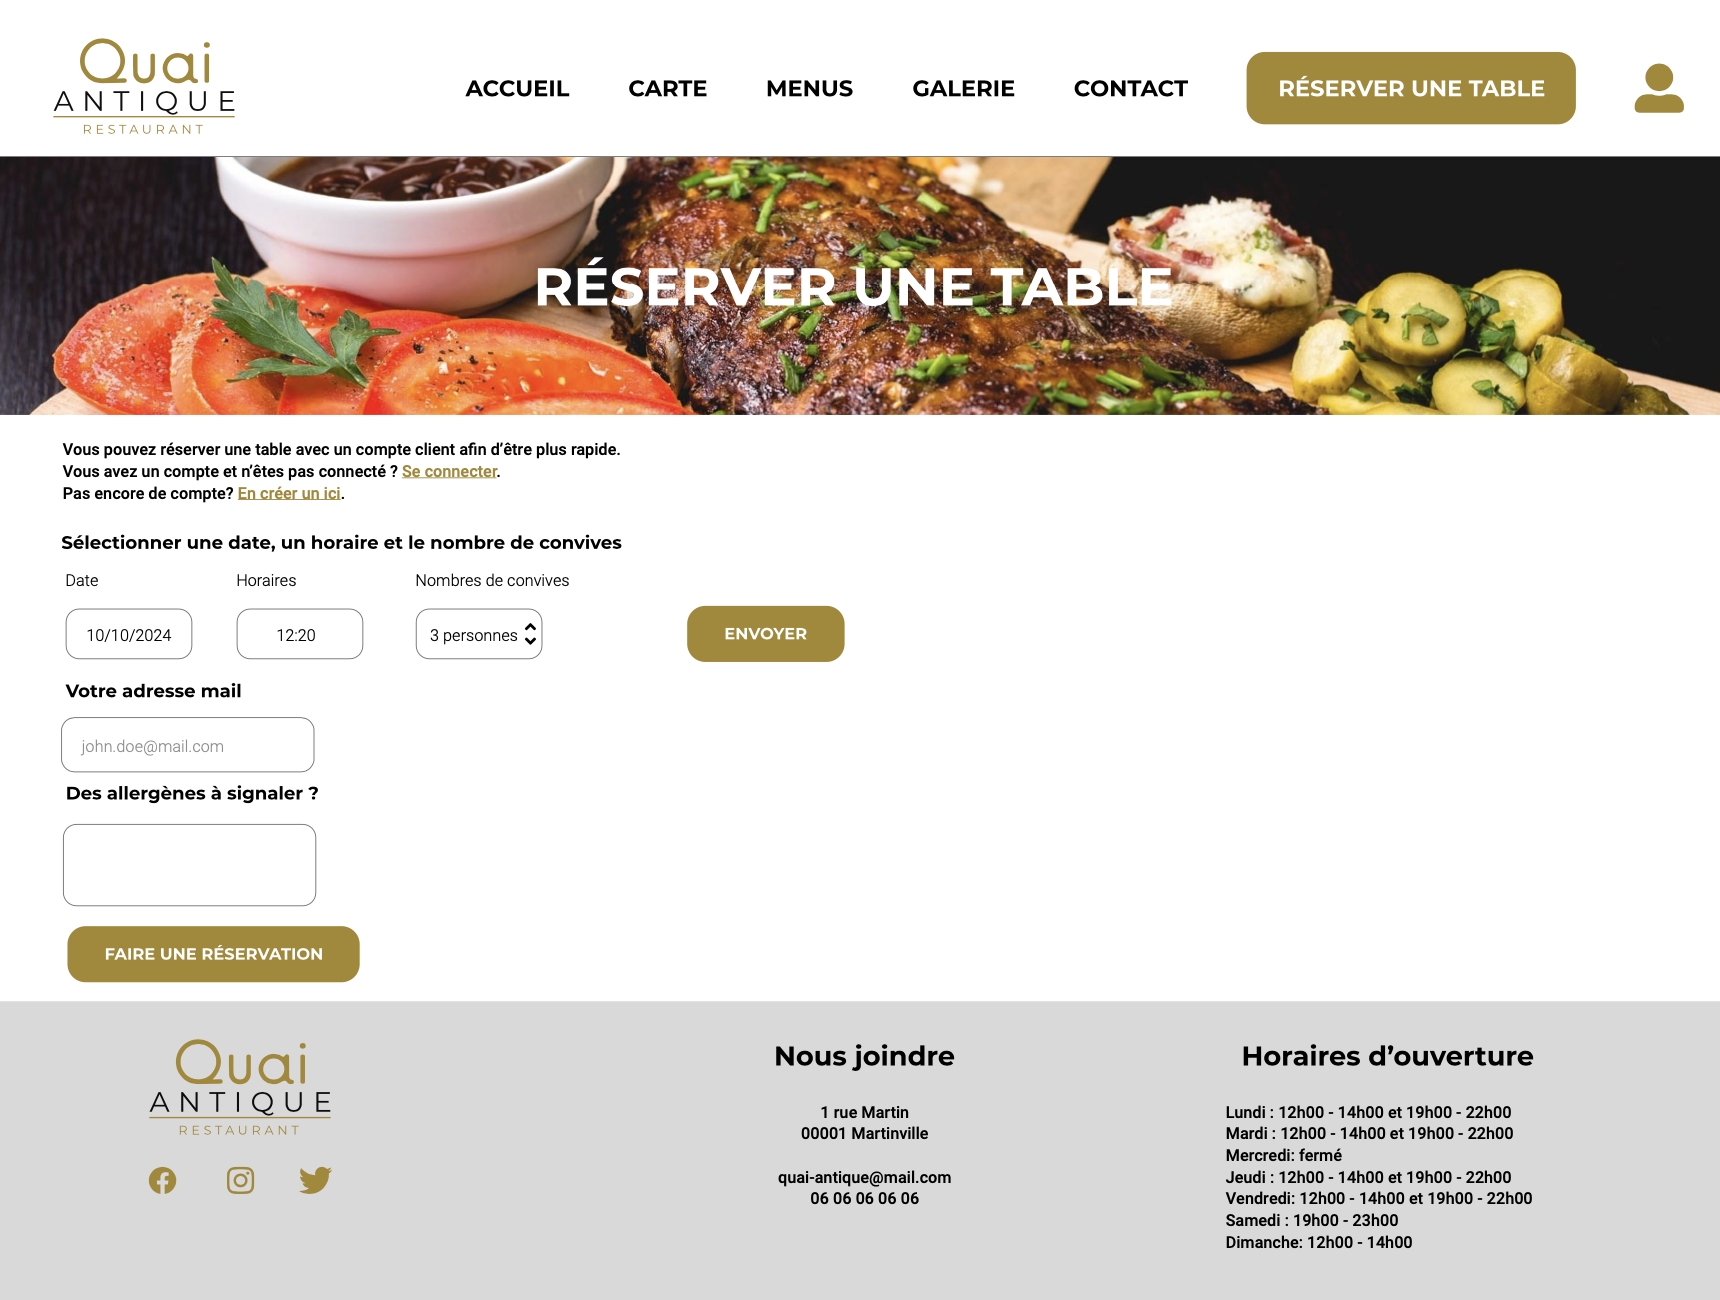 Quai
ANTIQUE
RESTAURANT
ACCUEIL
CARTE
MENUS
GALERIE
CONTACT
RÉSERVER UNE TABLE
RÉSERVER UNE TABLE
Vous pouvez réserver une table avec un compte client afin d’être plus rapide.
Vous avez un compte et n’êtes pas connecté ? Se connecter.
Pas encore de compte? En créer un ici.
Sélectionner une date, un horaire et le nombre de convives
Date
Horaires
Nombres de convives
10/10/2024
12:20
3 personnes
ENVOYER
Votre adresse mail
john.doe@mail.com
Des allergènes à signaler ?
FAIRE UNE RÉSERVATION
Quai
ANTIQUE
RESTAURANT
Nous joindre
1 rue Martin
00001 Martinville
quai-antique@mail.com
06 06 06 06 06
Horaires d’ouverture
Lundi : 12h00 - 14h00 et 19h00 - 22h00
Mardi : 12h00 - 14h00 et 19h00 - 22h00
Mercredi: fermé
Jeudi : 12h00 - 14h00 et 19h00 - 22h00
Vendredi: 12h00 - 14h00 et 19h00 - 22h00
Samedi : 19h00 - 23h00
Dimanche: 12h00 - 14h00